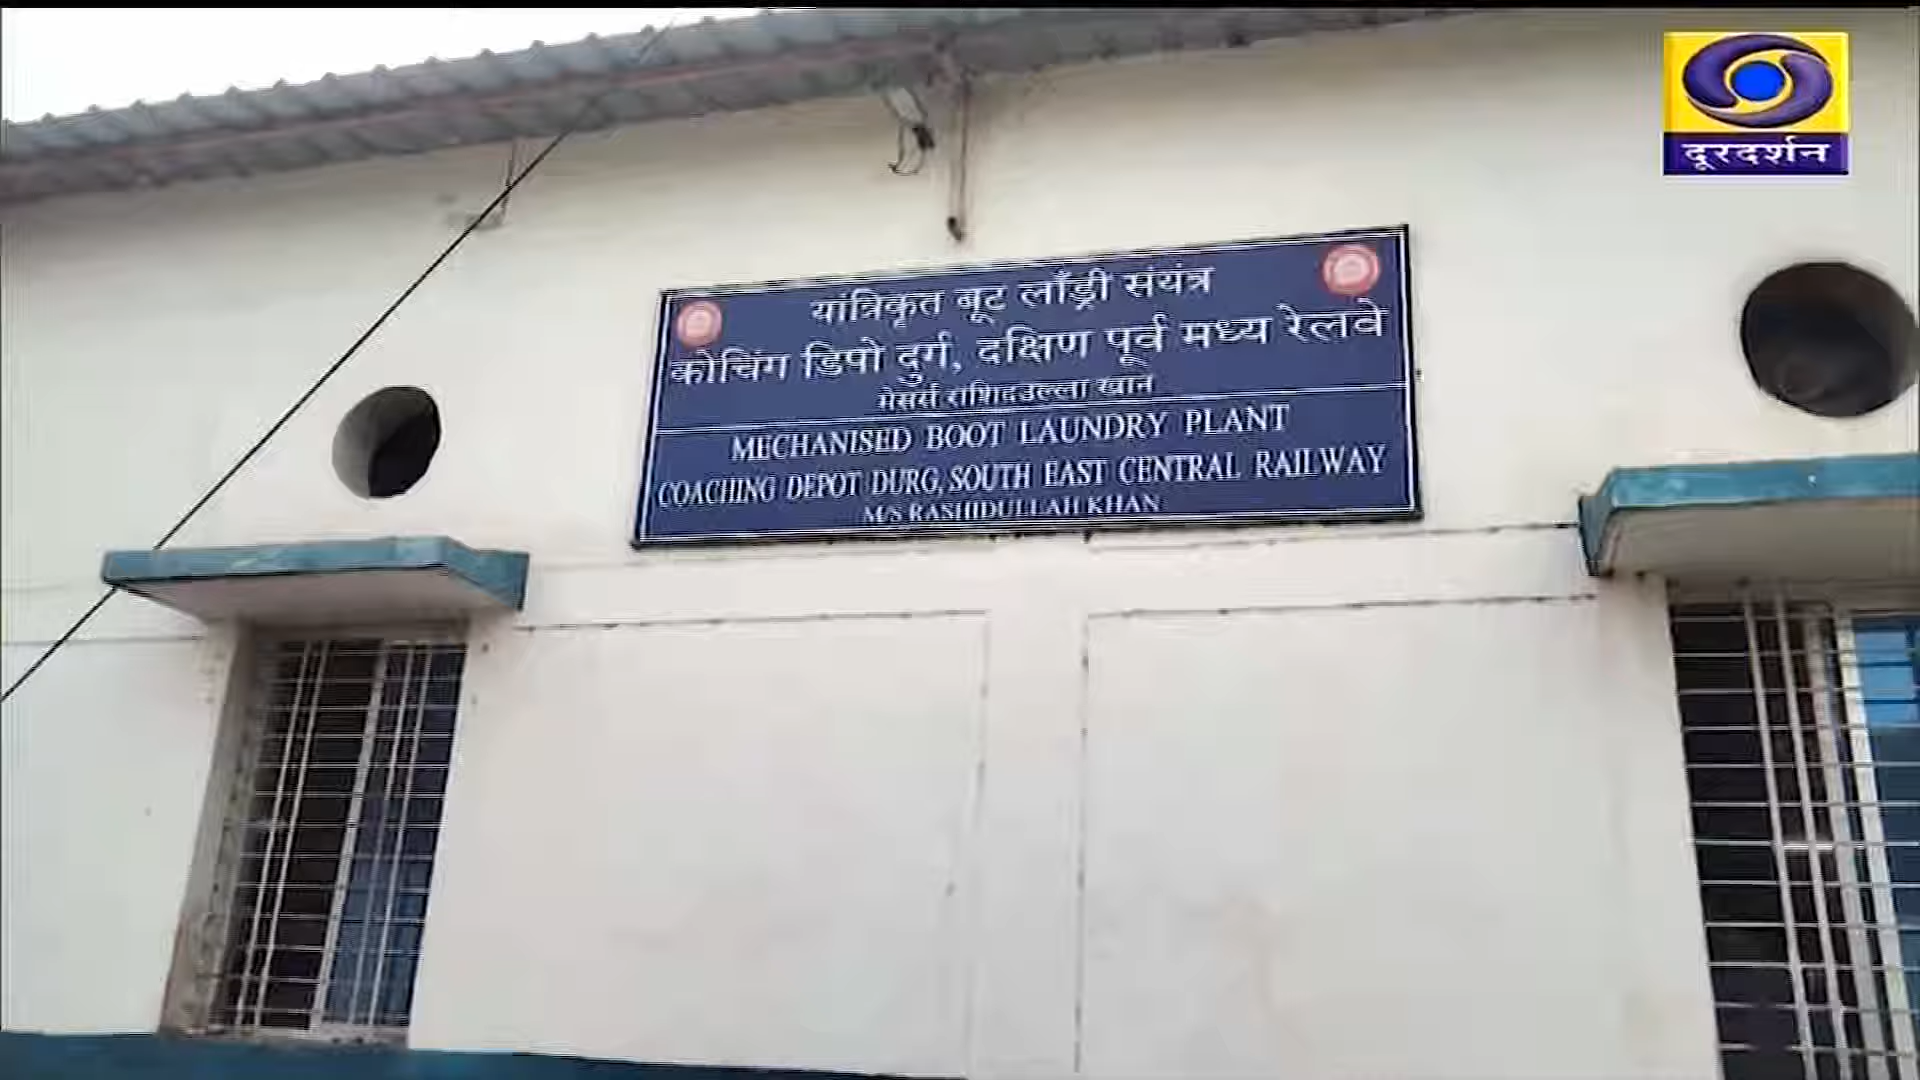 दूरदर्शन
यांत्रिकृत बूट लाँड्री संयंत्र
कोचिंग डिपो दुर्ग, दक्षिण पूर्व मध्य रेलवे
मेसर्स राशिदउल्ला खान
MECHANISED BOOT LAUNDRY PLANT
COACHING DEPOT DURG, SOUTH EAST CENTRAL RAILWAY
M/S RASHIDULLAH KHAN